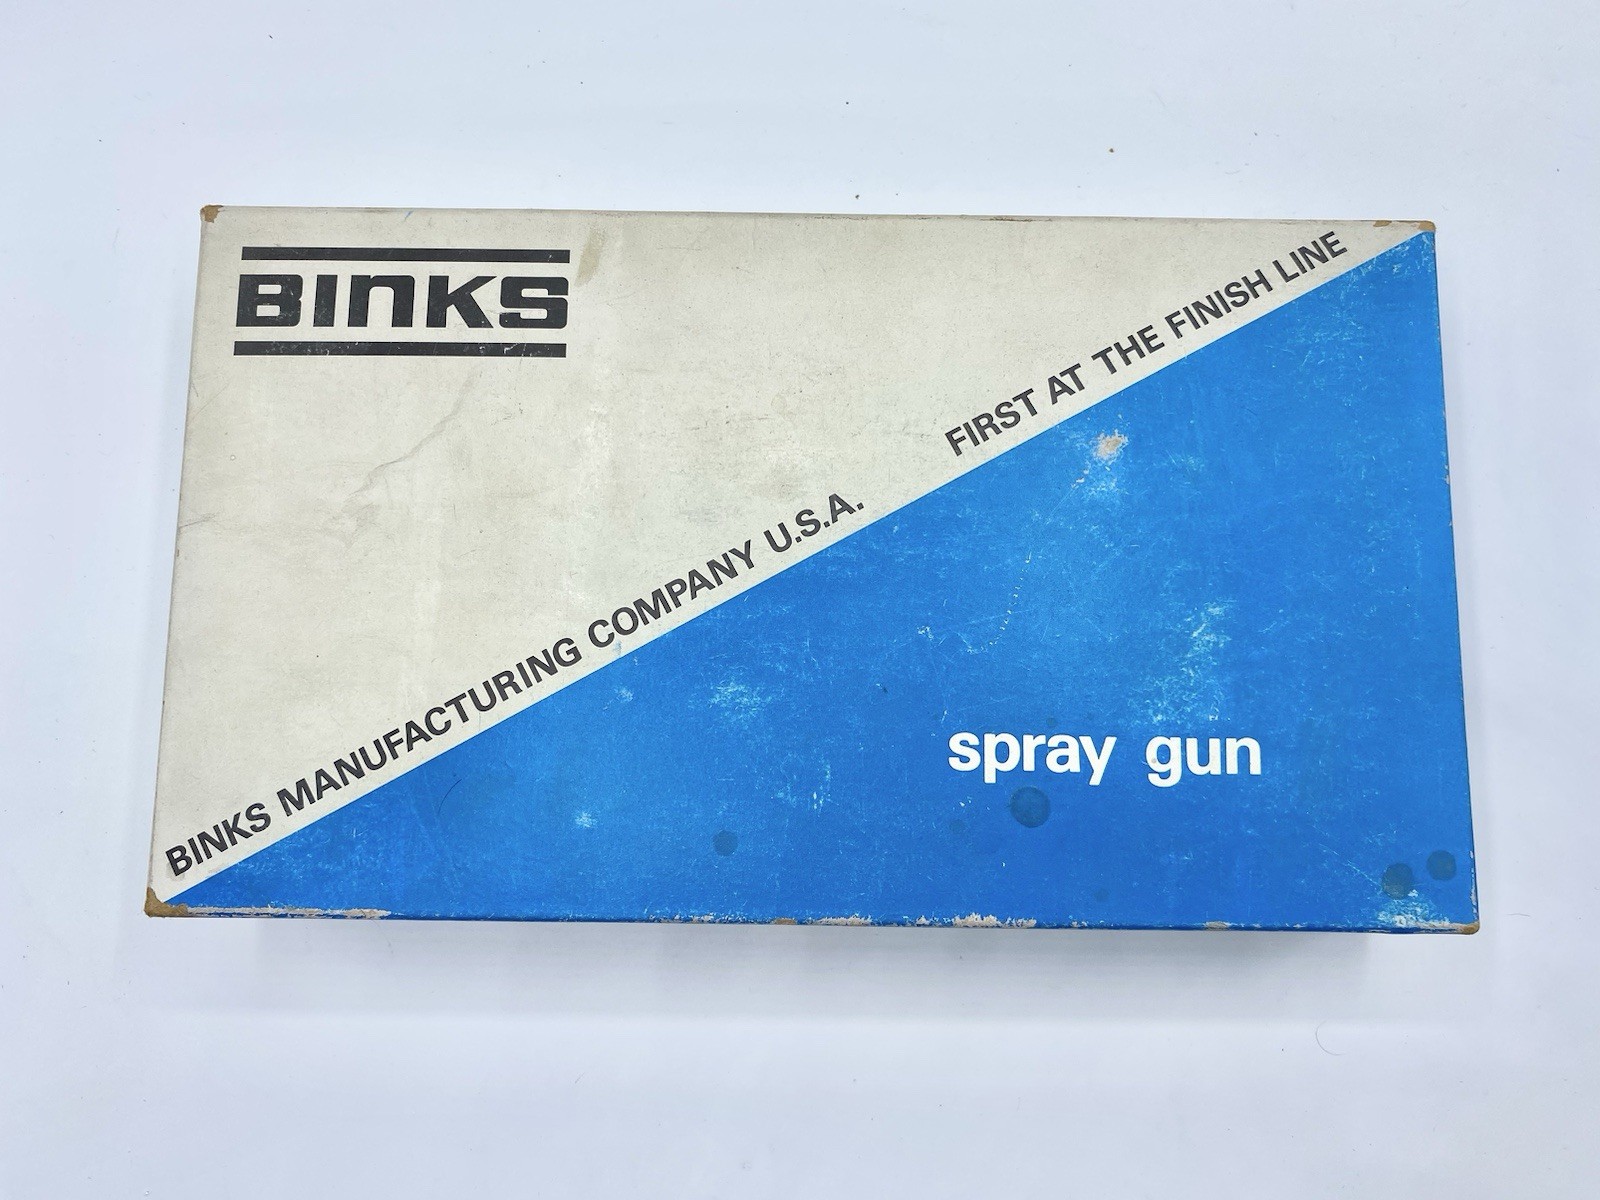 BINKS
BINKS MANUFACTURING COMPANY U.S.A. FIRST AT THE FINISH LINE
spray gun